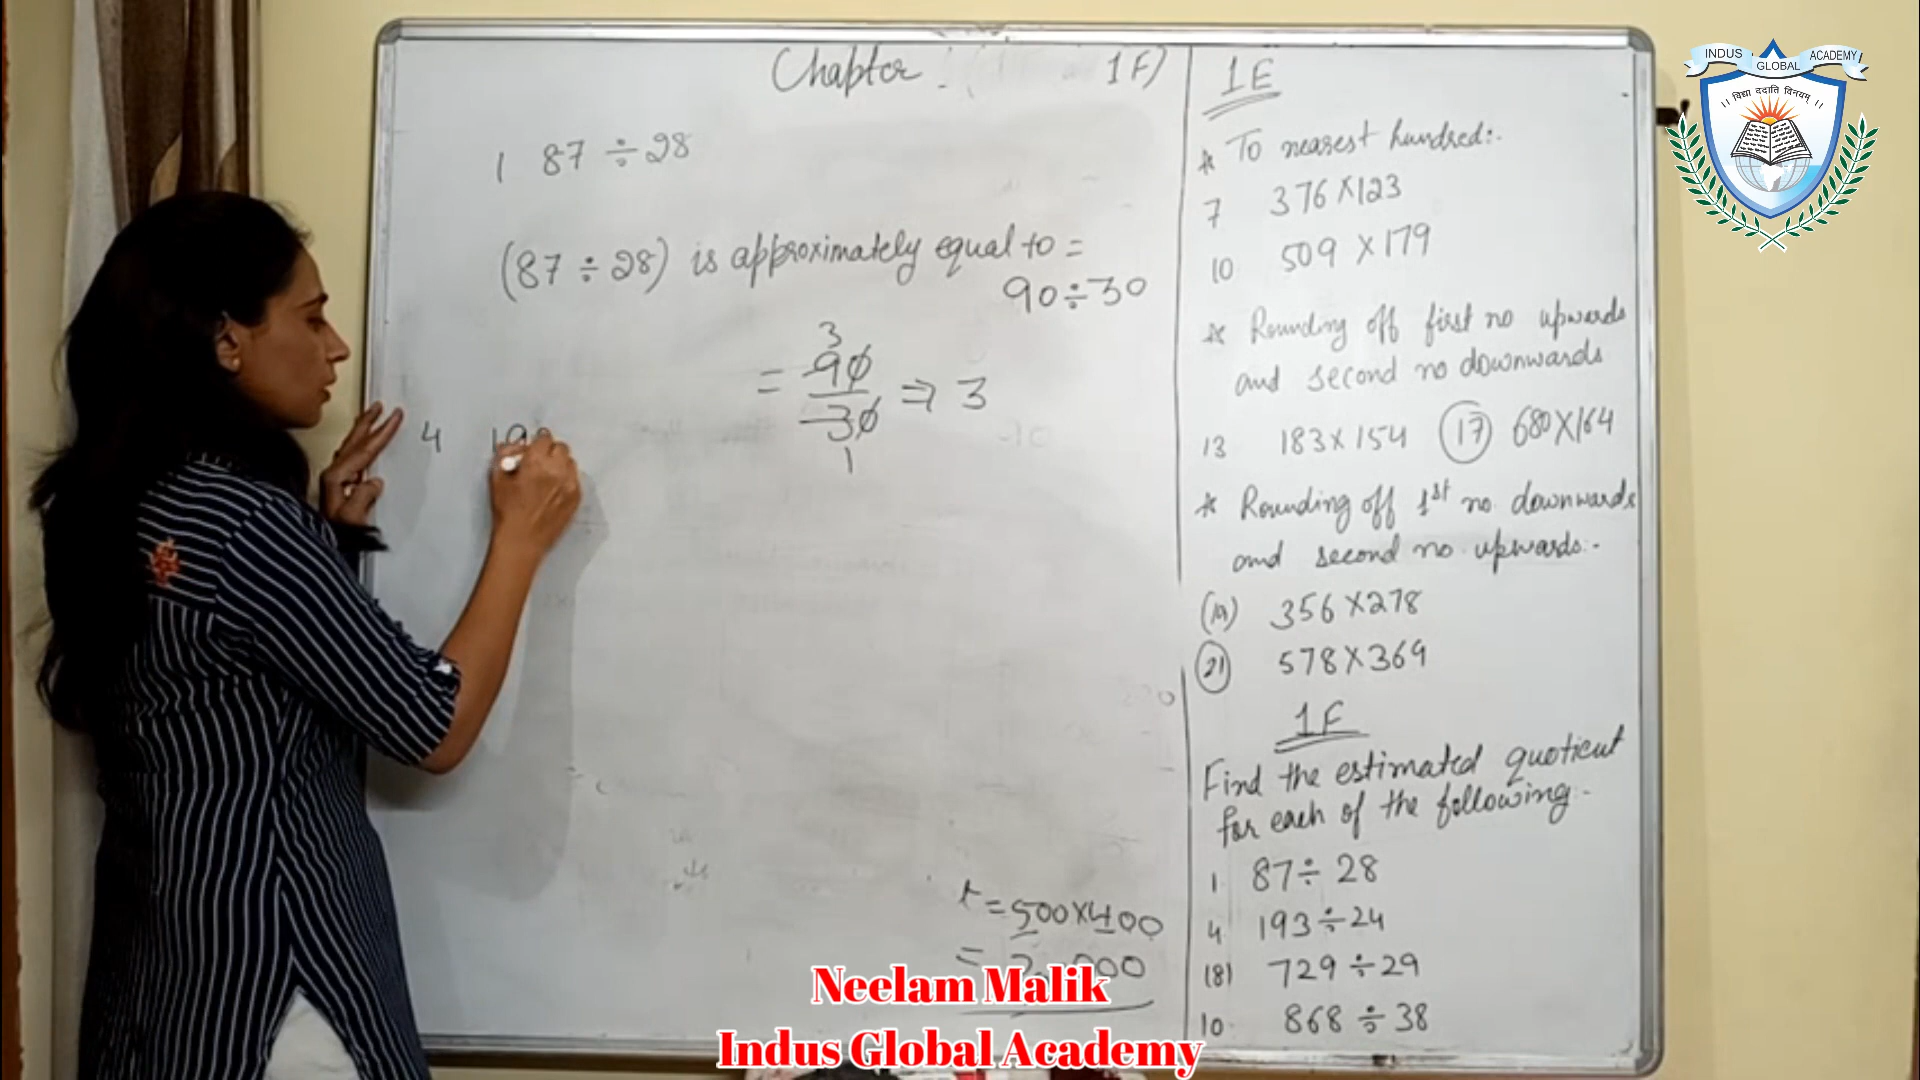 Chapter : 1F)
1 87 ÷ 28
(87 ÷ 28) is approximately equal to =
90 ÷ 30
3
= 90
30 ⇒ 3
1
4 19
= 500 × 400
= 000
1E
* To nearest hundred:-
7 376 × 123
10 509 × 179
* Rounding off first no upwards
and second no downwards
13 183 × 154 (17) 680 × 164
* Rounding off 1st no. downwards
and second no. upwards:-
(19) 356 × 278
(21) 578 × 369
1F
Find the estimated quotient
for each of the following:-
1 87 ÷ 28
4 193 ÷ 24
(8) 729 ÷ 29
10. 868 ÷ 38
INDUS GLOBAL ACADEMY
।। विद्या ददाति विनयम् ।।
Neelam Malik
Indus Global Academy